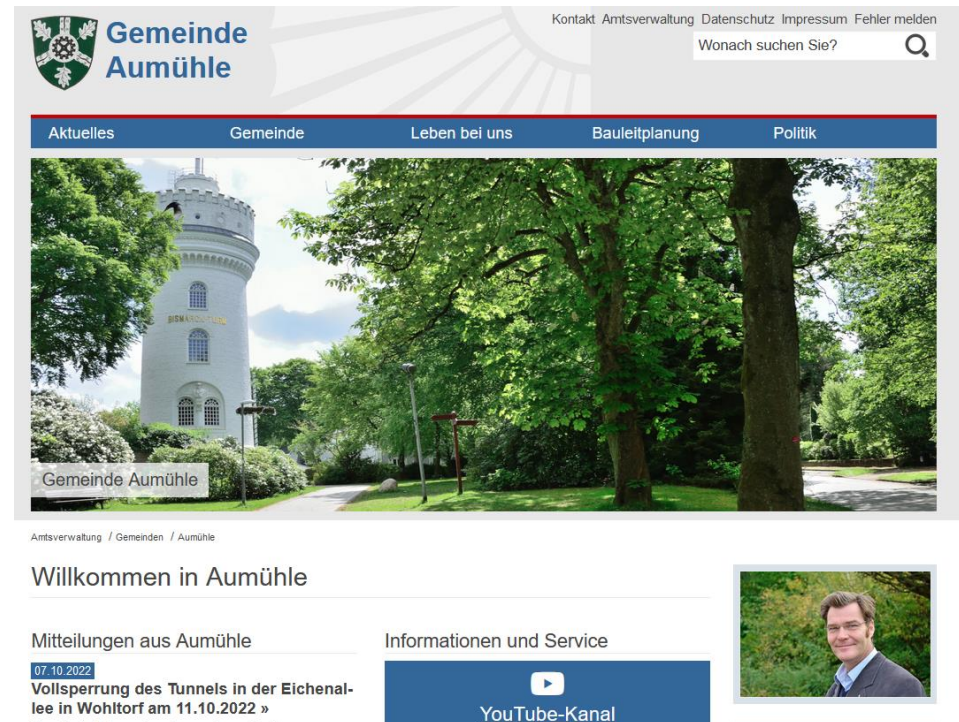 Kontakt Amtsverwaltung Datenschutz Impressum Fehler melden
Gemeinde
Aumühle
Wonach suchen Sie?
Aktuelles Gemeinde Leben bei uns Bauleitplanung Politik
Gemeinde Aumühle
Amtsverwaltung / Gemeinden / Aumühle
Willkommen in Aumühle
Mitteilungen aus Aumühle
07.10.2022
Vollsperrung des Tunnels in der Eichenal-
lee in Wohltorf am 11.10.2022 »
Informationen und Service
YouTube-Kanal